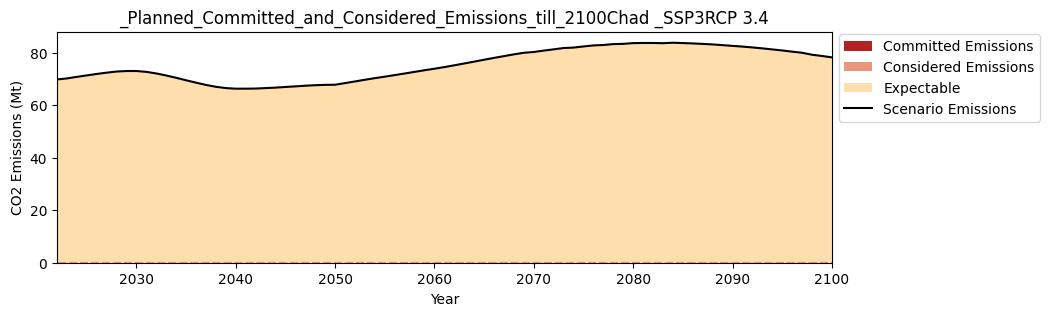 _Planned_Committed_and_Considered_Emissions_till_2100Chad _SSP3RCP 3.4
Committed Emissions
Considered Emissions
Expectable
Scenario Emissions
CO2 Emissions (Mt)
80
60
40
20
0
2030 2040 2050 2060 2070 2080 2090 2100
Year